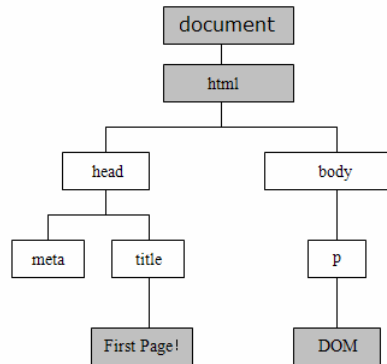 document
html
head
body
meta
title
p
First Page!
DOM